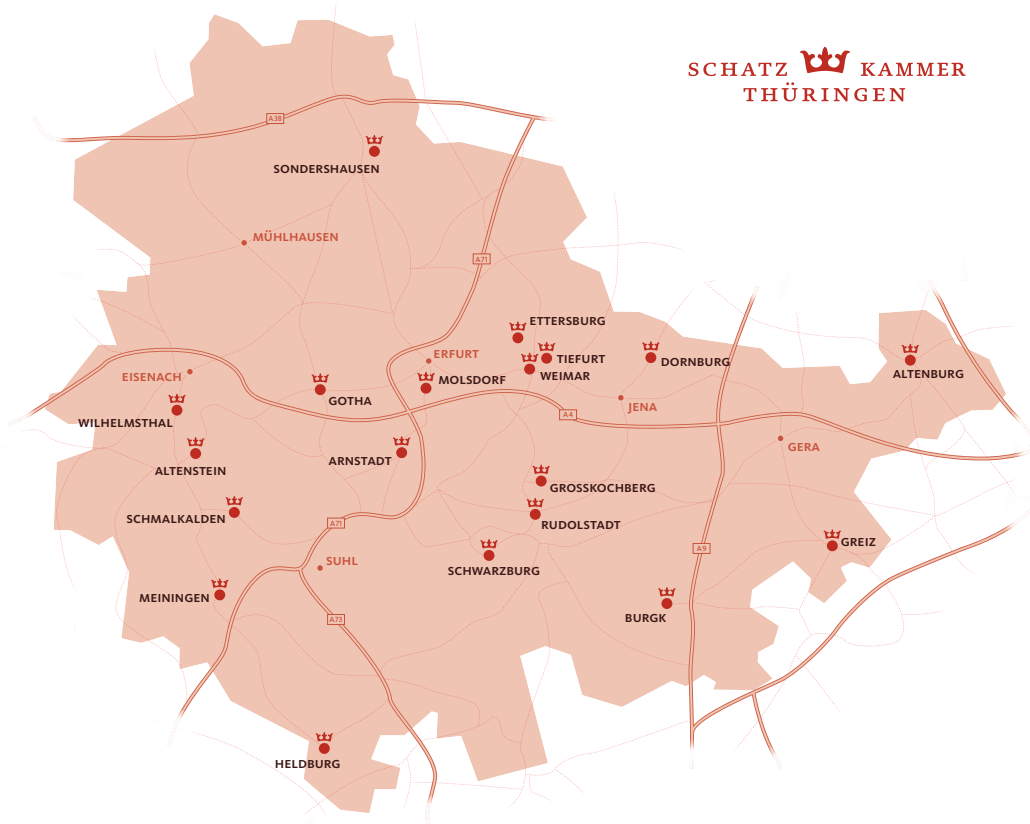 SCHATZ KAMMER
THÜRINGEN
A38
SONDERSHAUSEN
MÜHLHAUSEN
A71
ETTERSBURG
ERFURT
TIEFURT
DORNBURG
WEIMAR
EISENACH
MOLSDORF
ALTENBURG
GOTHA
JENA
A4
WILHELMSTHAL
GERA
ARNSTADT
ALTENSTEIN
GROSSKOCHBERG
SCHMALKALDEN
A71
RUDOLSTADT
GREIZ
A9
SUHL
SCHWARZBURG
MEININGEN
A73
BURGK
HELDBURG